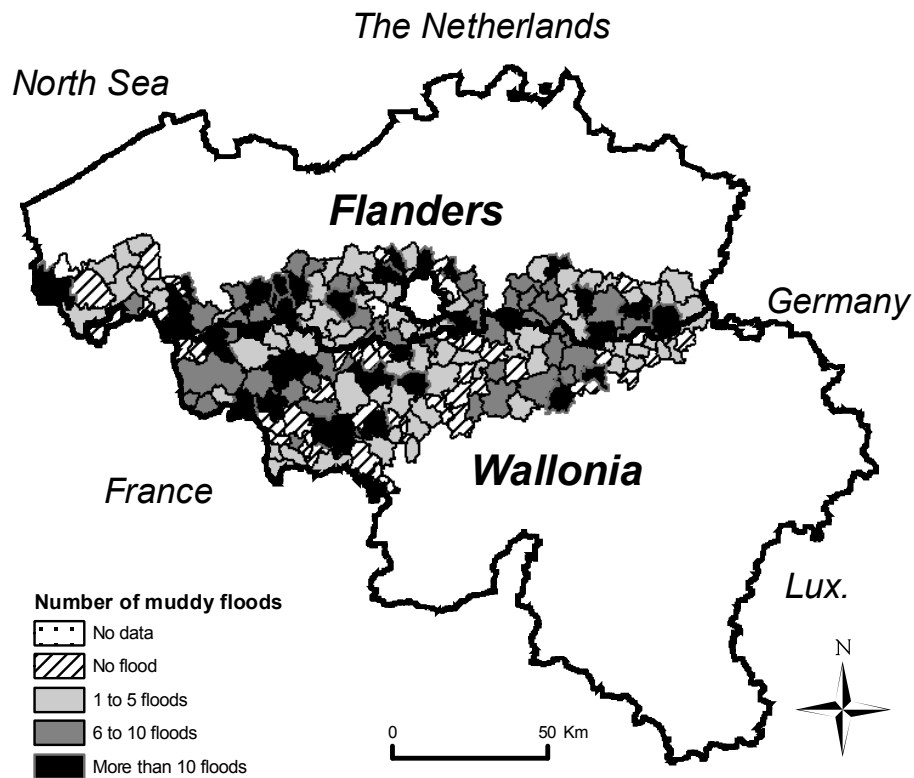 The Netherlands
North Sea
Flanders
Germany
Wallonia
France
Lux.
Number of muddy floods
No data
No flood
1 to 5 floods
6 to 10 floods
More than 10 floods
0 50 Km
N